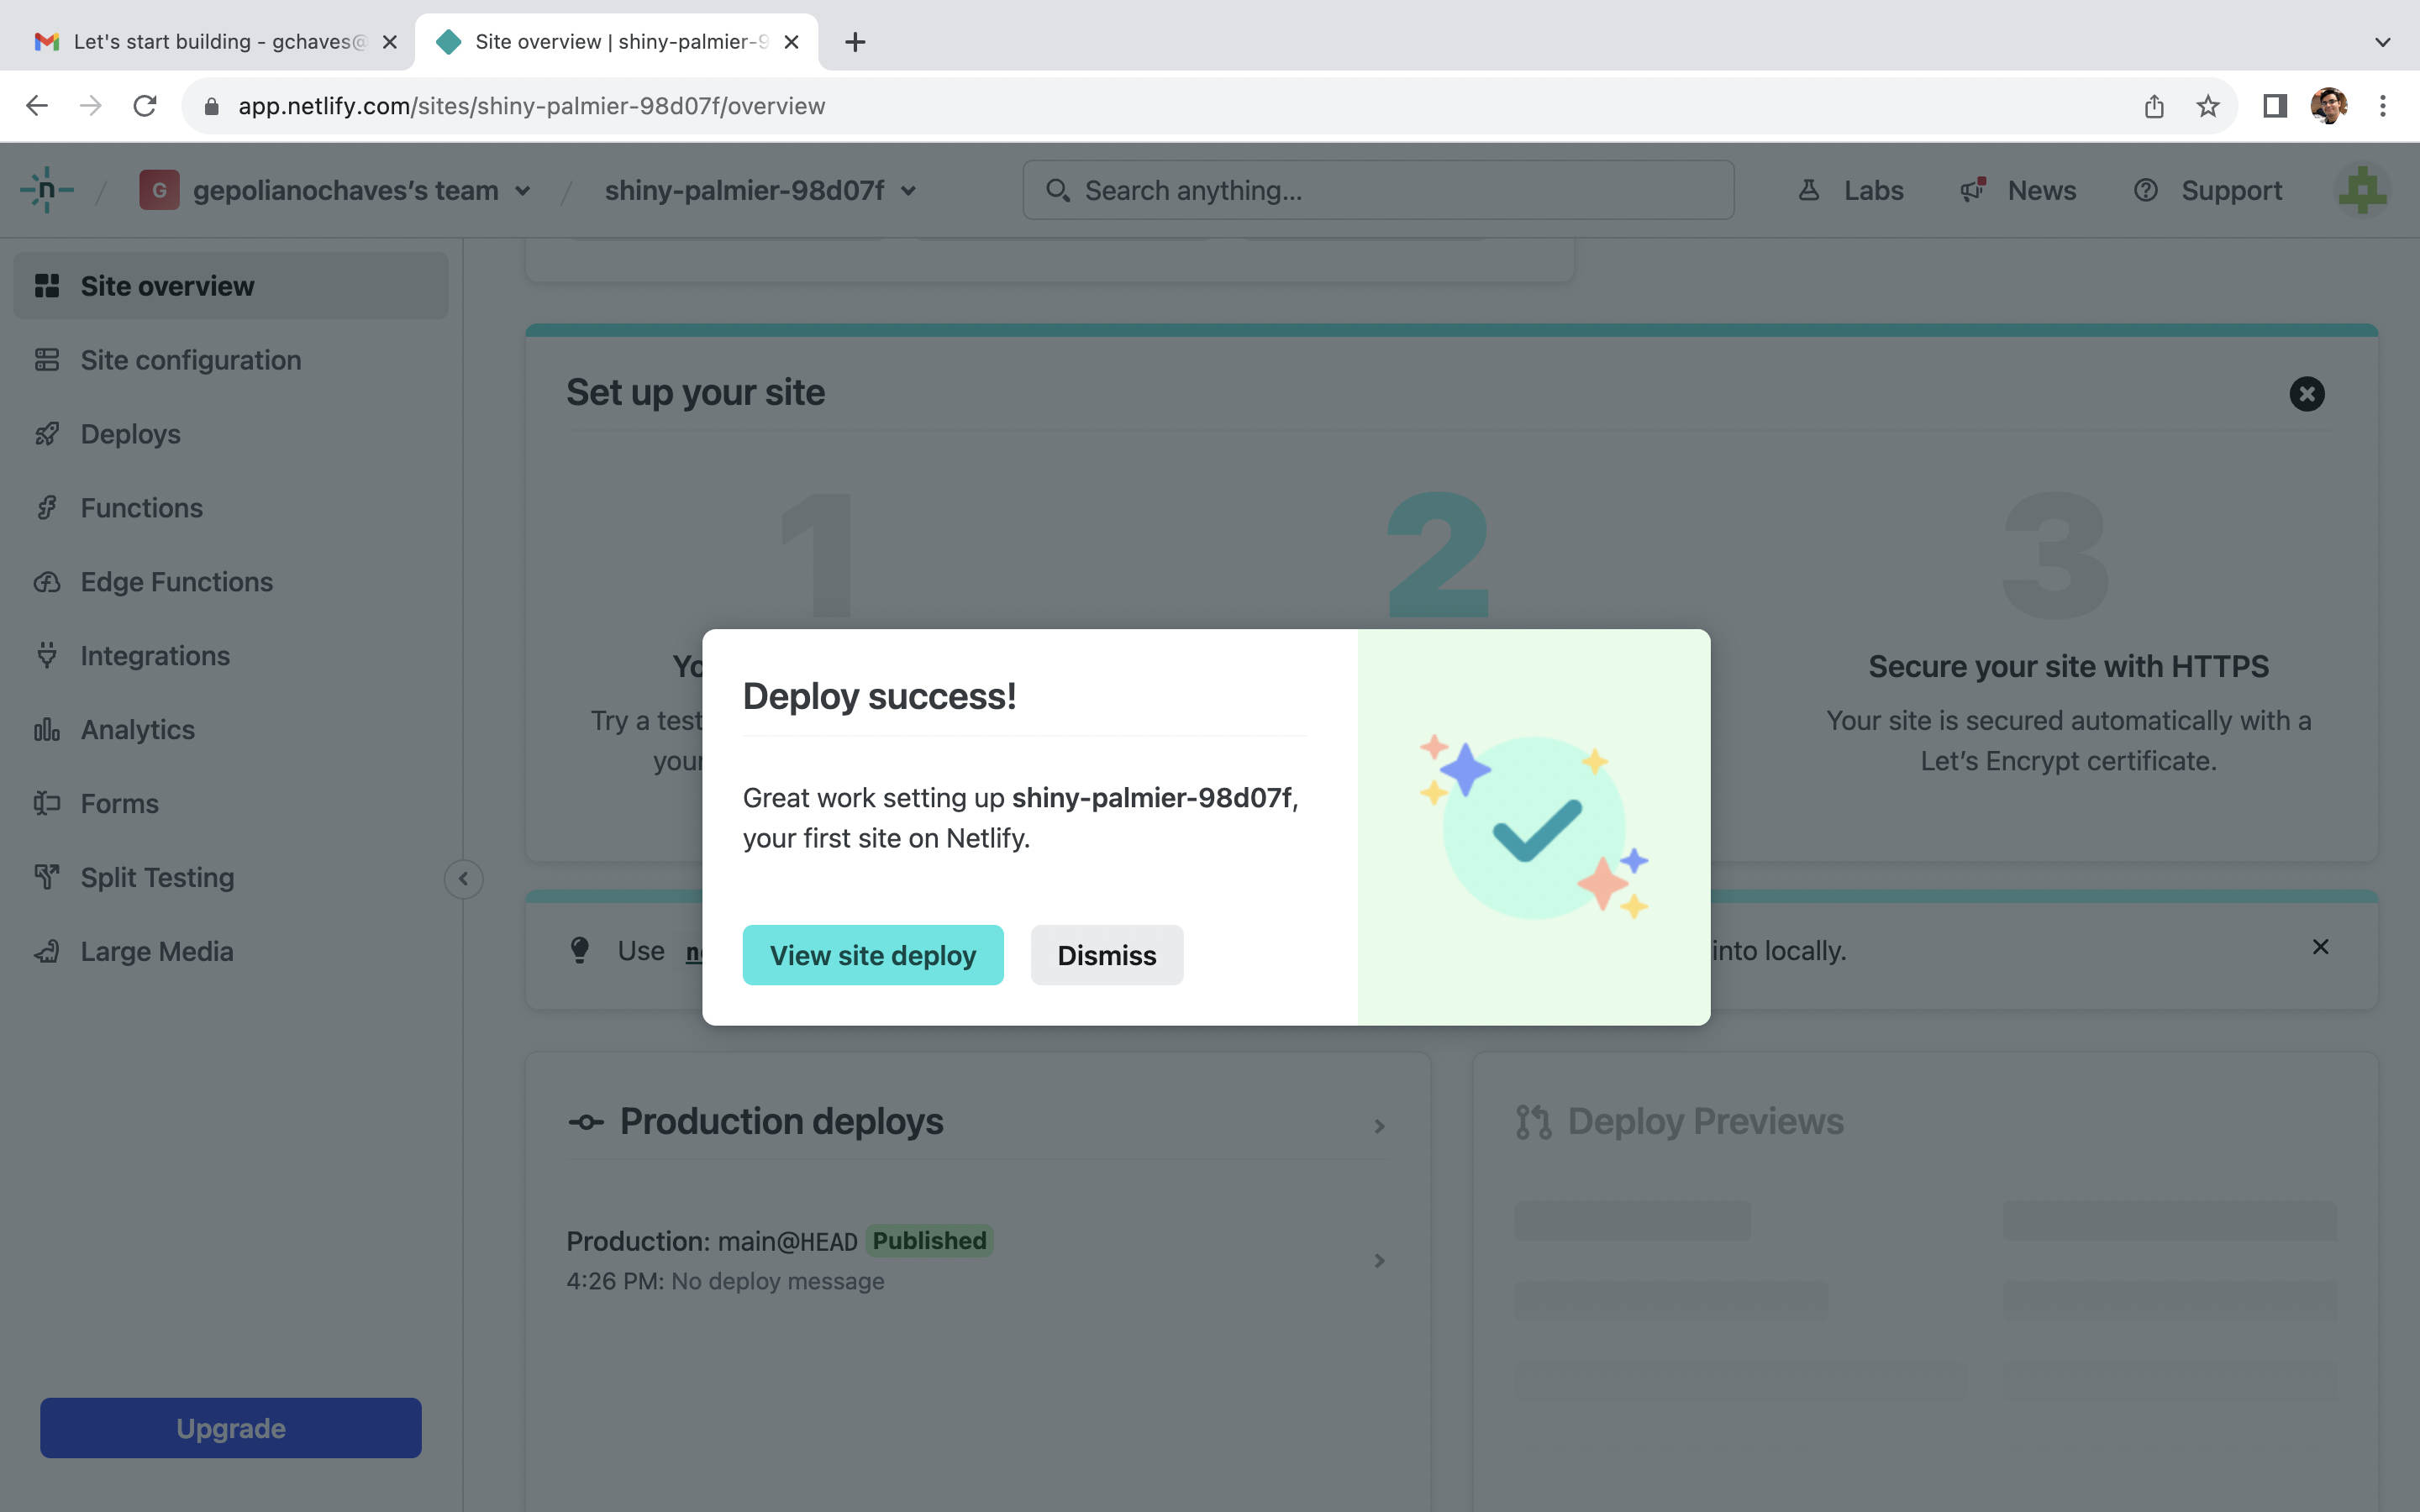 Let's start building - gchaves@
Site overview | shiny-palmier-9
app.netlify.com/sites/shiny-palmier-98d07f/overview
n / G gepolianochaves’s team / shiny-palmier-98d07f
Search anything...
Labs
News
Support
Site overview
Site configuration
Deploys
Functions
Edge Functions
Integrations
Analytics
Forms
Split Testing
Large Media
Upgrade
Set up your site
1
2
3
Secure your site with HTTPS
Try a test
Your site is secured automatically with a
Let’s Encrypt certificate.
Deploy success!
Great work setting up shiny-palmier-98d07f,
your first site on Netlify.
View site deploy
Dismiss
Use
into locally.
Production deploys
Production: main@HEAD Published
4:26 PM: No deploy message
Deploy Previews